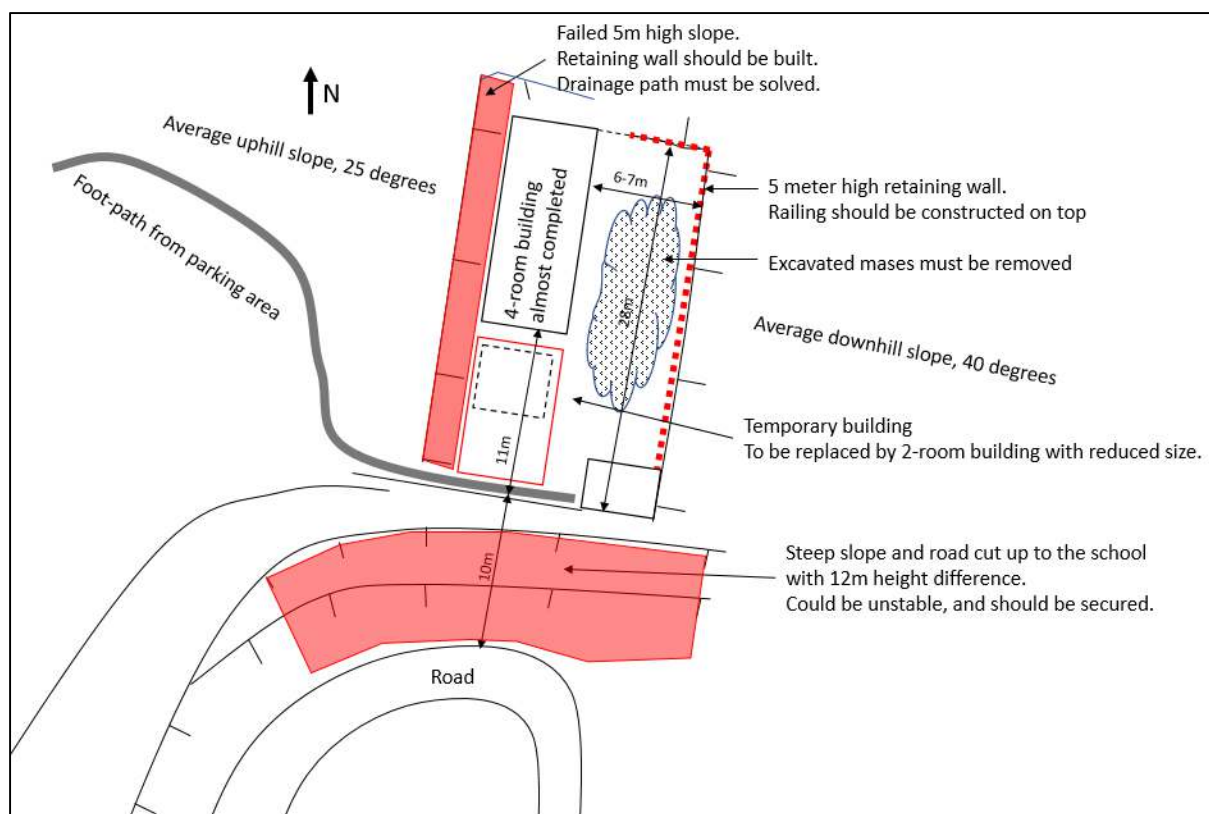 Failed 5m high slope.
Retaining wall should be built.
Drainage path must be solved.
N
Average uphill slope, 25 degrees
Foot-path from parking area
4-room building
almost completed
6-7m
5 meter high retaining wall.
Railing should be constructed on top
Excavated mases must be removed
28m
Average downhill slope, 40 degrees
Temporary building
To be replaced by 2-room building with reduced size.
11m
10m
Steep slope and road cut up to the school
with 12m height difference.
Could be unstable, and should be secured.
Road